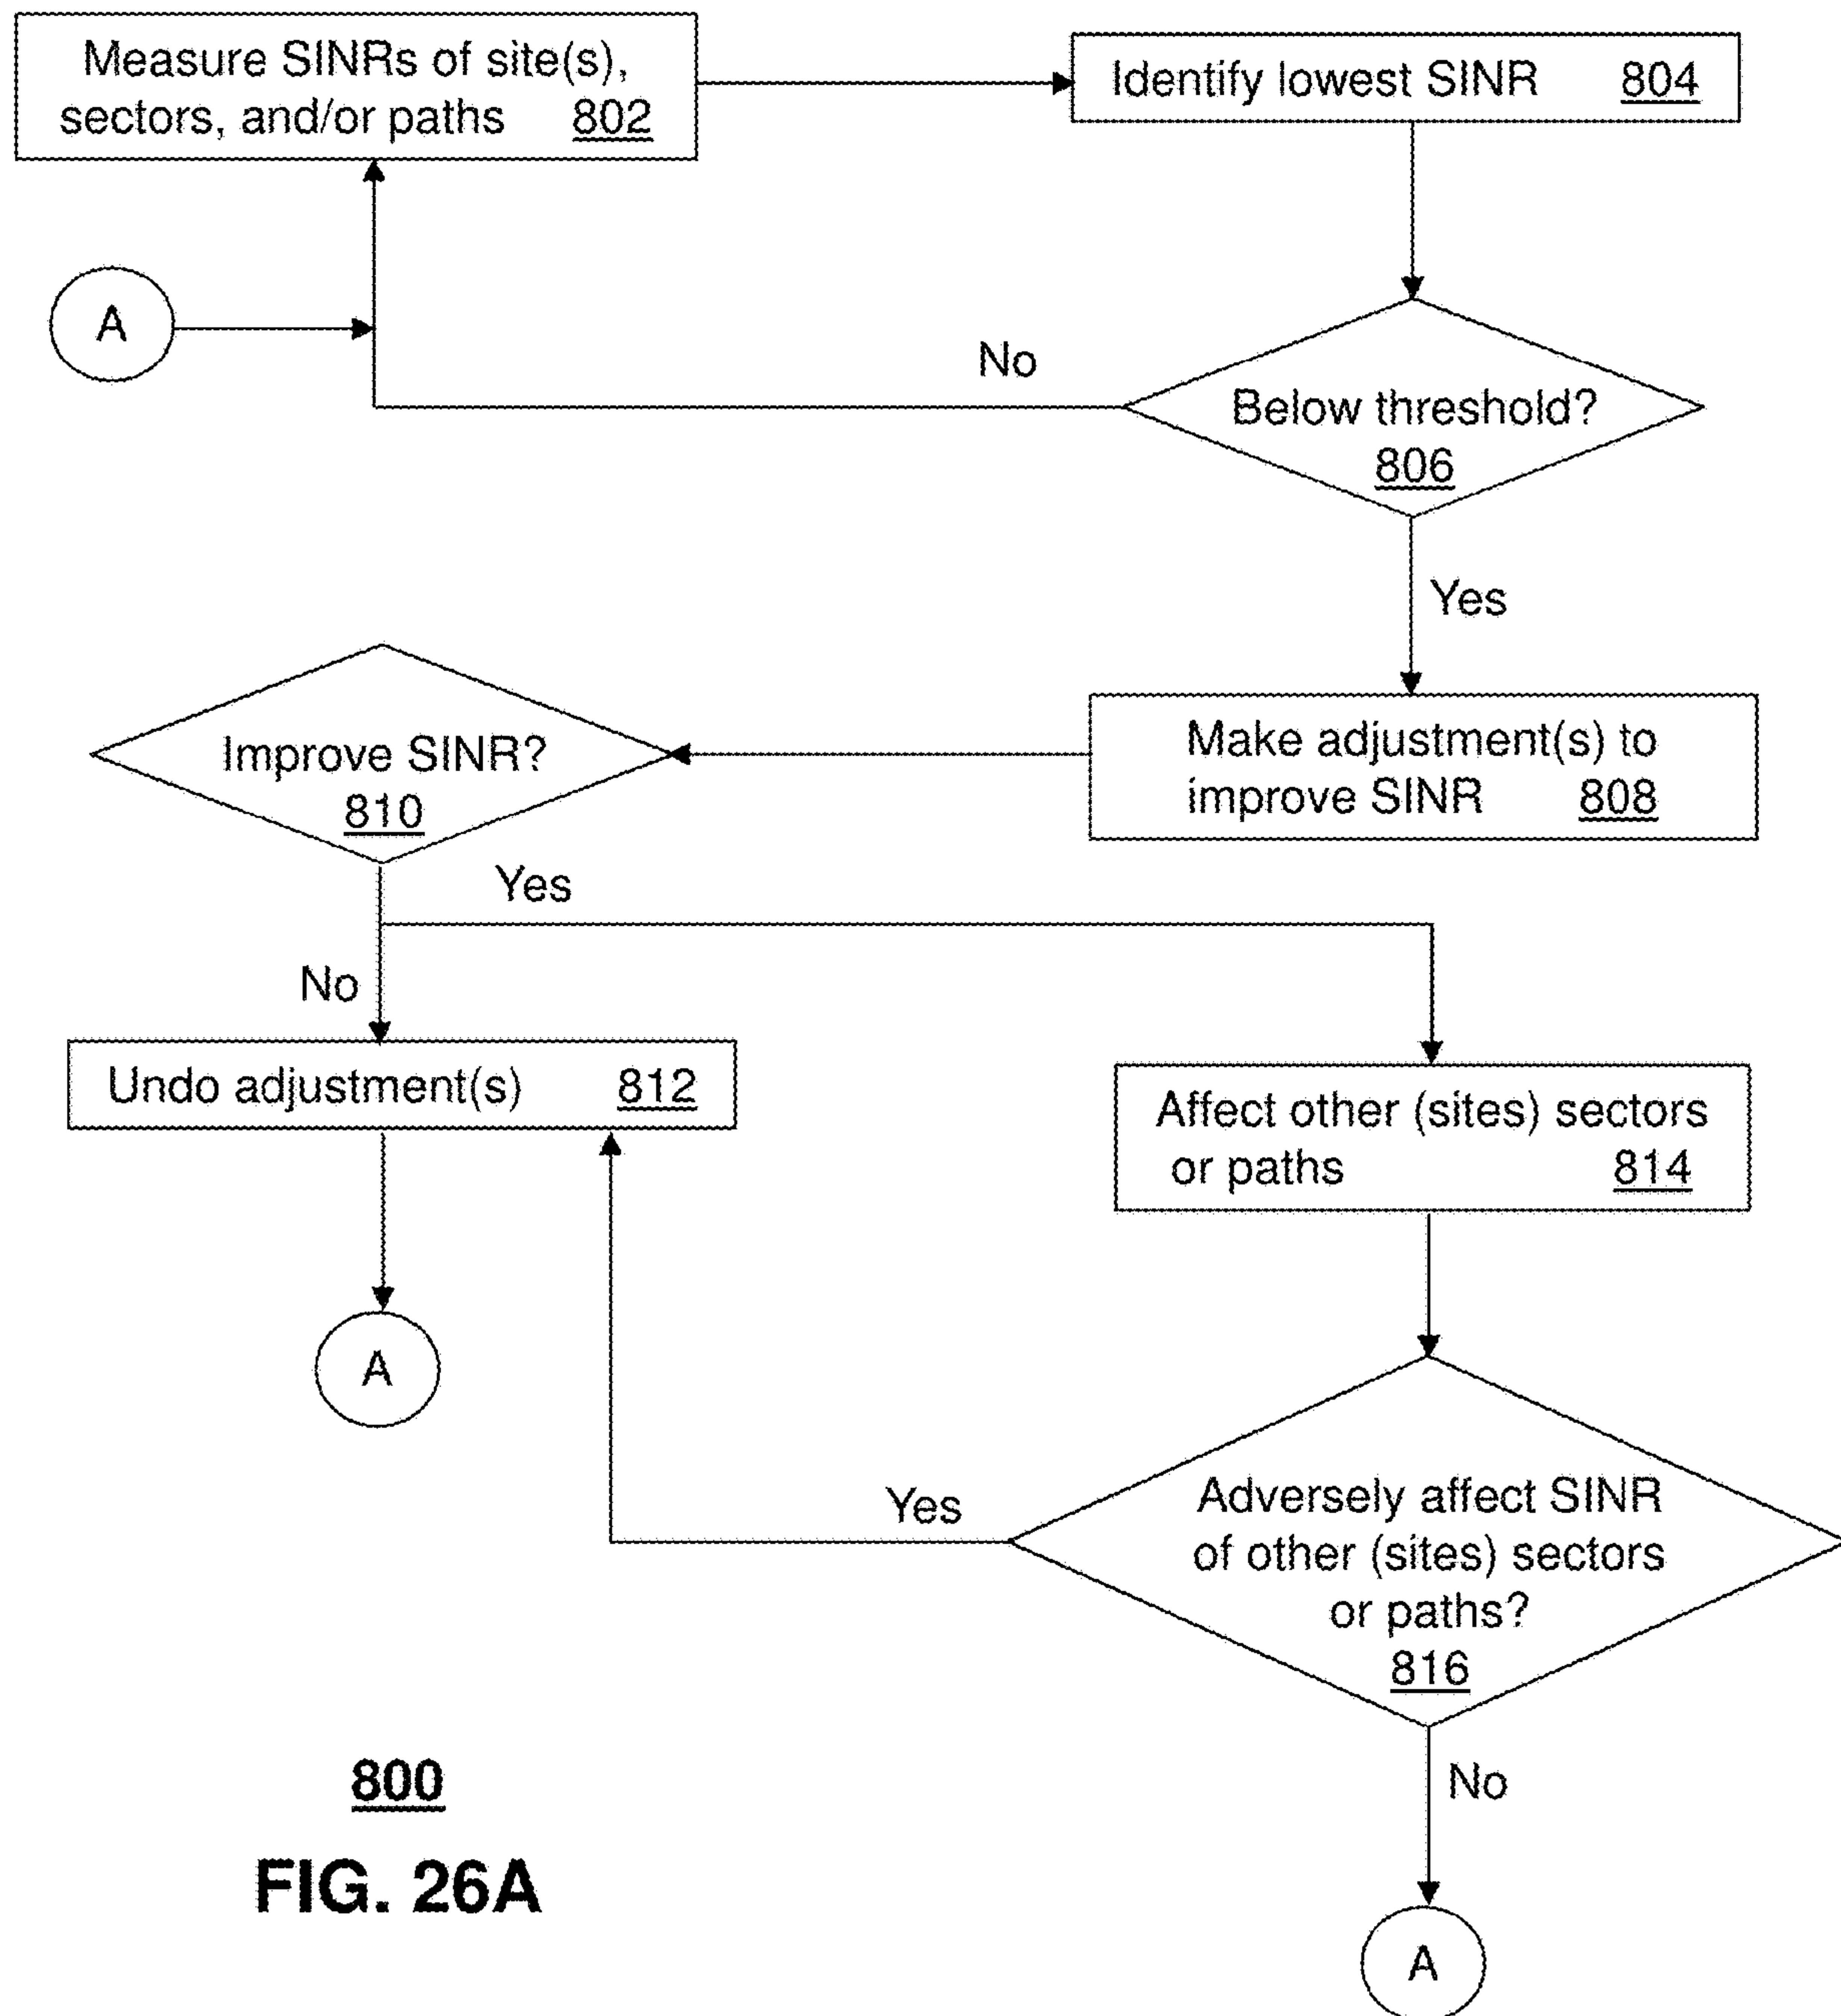 Measure SINRs of site(s),
sectors, and/or paths 802
Identify lowest SINR 804
A
No
Below threshold?
806
Yes
Improve SINR?
810
Make adjustment(s) to
improve SINR 808
Yes
No
Undo adjustment(s) 812
Affect other (sites) sectors
or paths 814
A
Yes
Adversely affect SINR
of other (sites) sectors
or paths?
816
No
800
FIG. 26A
A